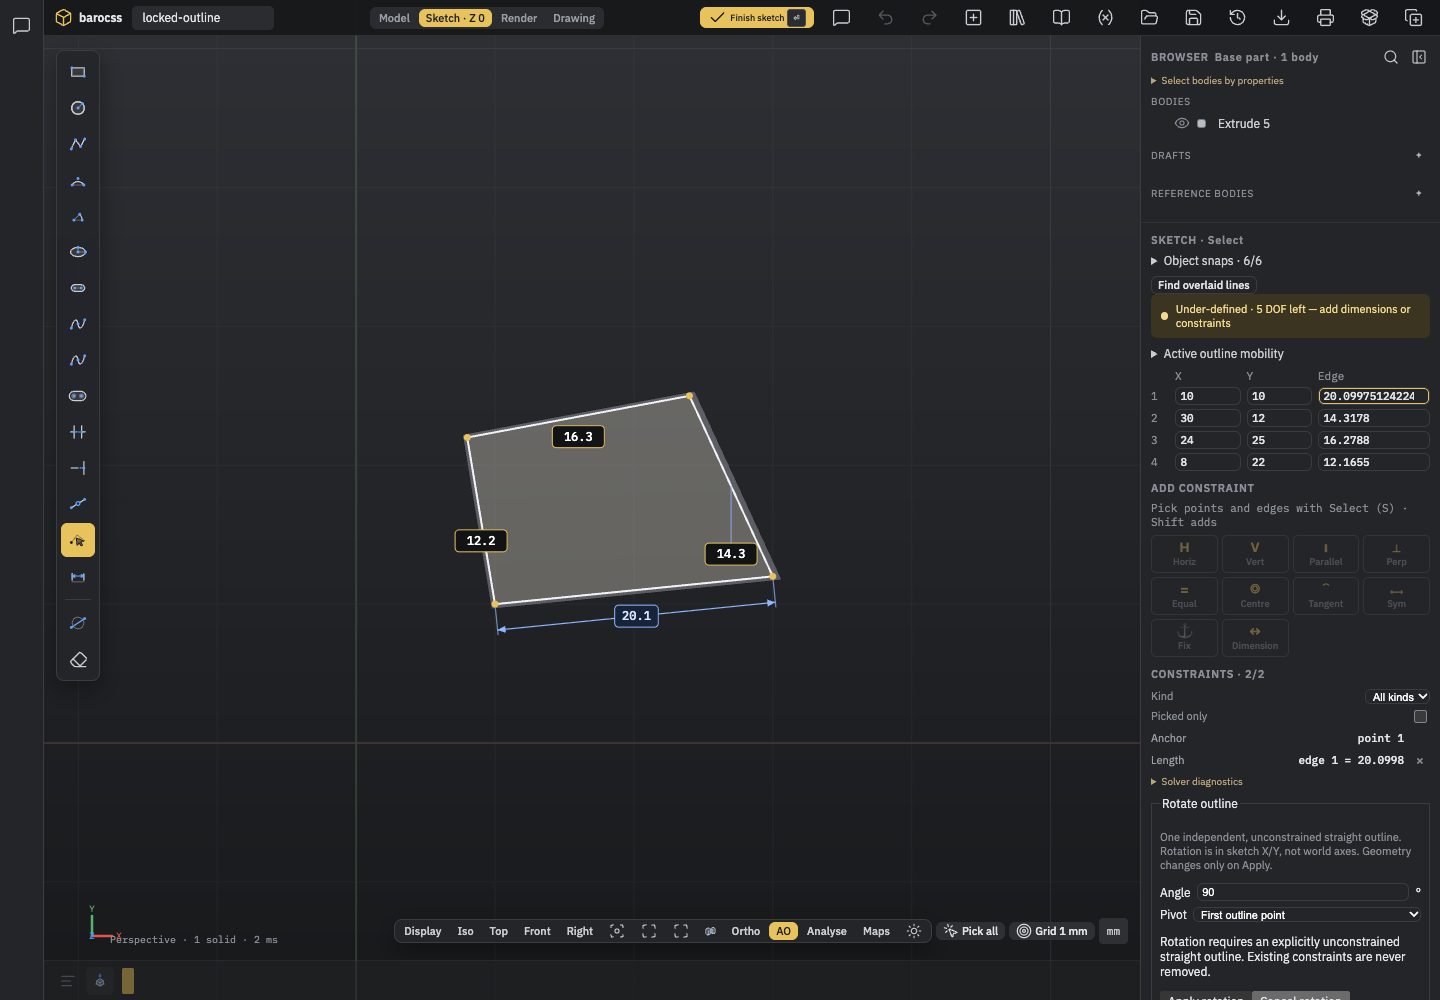 barocss
locked-outline
Model
Sketch · Z 0
Render
Drawing
Finish sketch
BROWSER Base part · 1 body
Select bodies by properties
BODIES
Extrude 5
DRAFTS
+
REFERENCE BODIES
+
SKETCH · Select
Object snaps · 6/6
Find overlaid lines
Under-defined · 5 DOF left — add dimensions or
constraints
Active outline mobility
X Y Edge
1 10 10 20.09975124224
2 30 12 14.3178
3 24 25 16.2788
4 8 22 12.1655
ADD CONSTRAINT
Pick points and edges with Select (S) ·
Shift adds
H Horiz
V Vert
Parallel
Perp
Equal
Centre
Tangent
Sym
Fix
Dimension
CONSTRAINTS · 2/2
Kind All kinds
Picked only
Anchor point 1
Length edge 1 = 20.0998 ×
Solver diagnostics
Rotate outline
One independent, unconstrained straight outline.
Rotation is in sketch X/Y, not world axes. Geometry
changes only on Apply.
Angle 90 °
Pivot First outline point
Rotation requires an explicitly unconstrained
straight outline. Existing constraints are never
removed.
Apply rotation Cancel rotation
16.3
12.2
14.3
20.1
Y
X
Z
Perspective · 1 solid · 2 ms
Display
Iso
Top
Front
Right
Ortho
AO
Analyse
Maps
Pick all
Grid 1 mm
mm